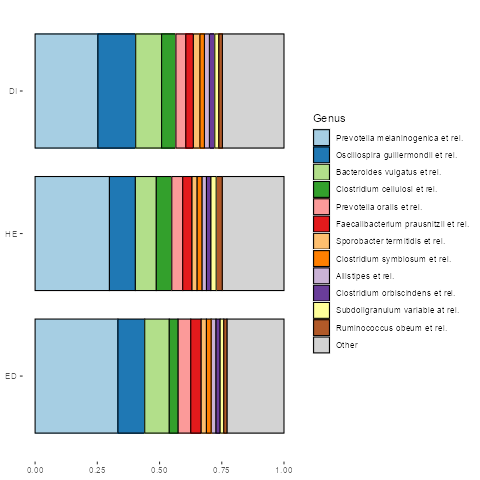 Genus
DI
Prevotella melaninogenica et rel.
Oscillospira guillermondii et rel.
Bacteroides vulgatus et rel.
Clostridium cellulosi et rel.
Prevotella oralis et rel.
HE
Faecalibacterium prausnitzii et rel.
Sporobacter termitidis et rel.
Clostridium symbiosum et rel.
Allistipes et rel.
Clostridium orbiscindens et rel.
Subdoligranulum variable at rel.
Ruminococcus obeum et rel.
Other
ED
0.00 0.25 0.50 0.75 1.00